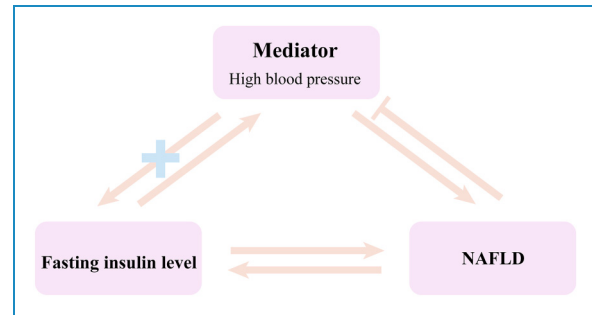 Mediator
High blood pressure
Fasting insulin level
NAFLD